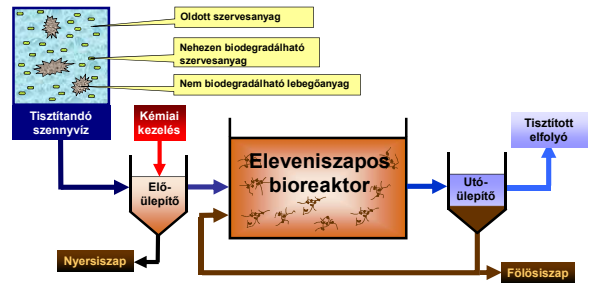 Oldott szervesanyag
Nehezen biodegradálható
szervesanyag
Nem biodegradálható lebegőanyag
Tisztítandó
szennyvíz
Kémiai
kezelés
Elő-
ülepítő
Eleveniszapos
bioreaktor
Utó-
ülepítő
Tisztított
elfolyó
Nyersiszap
Fölösiszap